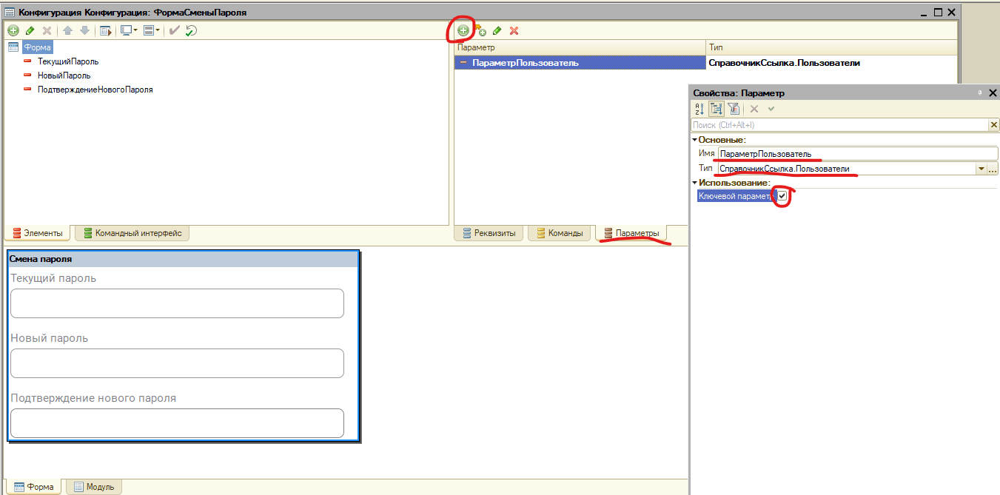 Конфигурация Конфигурация: ФормаСменыПароля
Форма
ТекущийПароль
НовыйПароль
ПодтверждениеНовогоПароля
Элементы
Командный интерфейс
Параметр Тип
ПараметрПользователь СправочникСсылка.Пользователи
Реквизиты
Команды
Параметры
Свойства: Параметр
Поиск (Ctrl+Alt+I)
Основные:
Имя ПараметрПользователь
Тип СправочникСсылка.Пользователи
...
Использование:
Ключевой параметр
Смена пароля
Текущий пароль
Новый пароль
Подтверждение нового пароля
Форма
Модуль